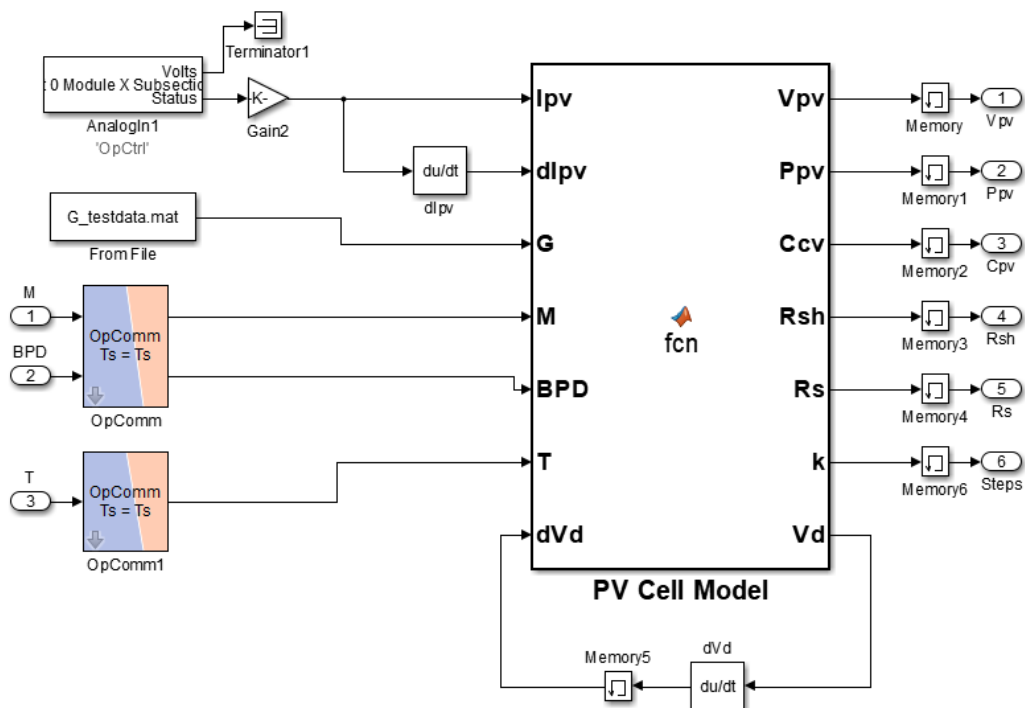 Terminator1
Volts
t 0 Module X Subsectio
Status
AnalogIn1
'OpCtrl'
-K-
Gain2
du/dt
dIpv
G_testdata.mat
From File
M
1
BPD
2
OpComm
Ts = Ts
OpComm
T
3
OpComm
Ts = Ts
OpComm1
Ipv
dIpv
G
M
BPD
T
dVd
fcn
Vpv
Ppv
Ccv
Rsh
Rs
k
Vd
PV Cell Model
Memory
1
Vpv
Memory1
2
Ppv
Memory2
3
Cpv
Memory3
4
Rsh
Memory4
5
Rs
Memory6
6
Steps
Memory5
dVd
du/dt